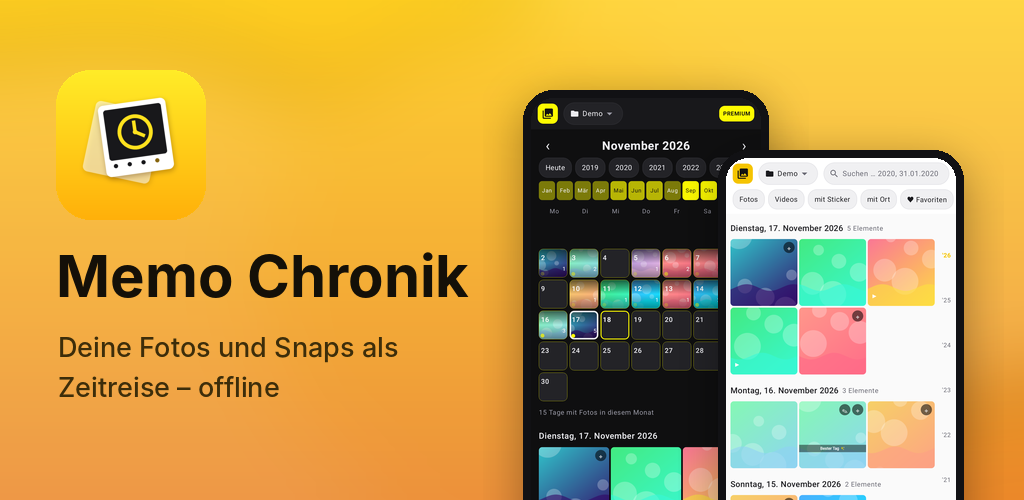 Memo Chronik
Deine Fotos und Snaps als
Zeitreise – offline
Demo
PREMIUM
‹ November 2026 ›
Heute 2019 2020 2021 2022
Jan Feb Mär Apr Mai Jun Jul Aug Sep Okt
Mo Di Mi Do Fr Sa
2 3 4 5 6 7
9 10 11 12 13 14
16 17 18 19 20 21
23 24 25 26 27 28
30
15 Tage mit Fotos in diesem Monat
Dienstag, 17. November 2026
Demo
Suchen … 2020, 31.01.2020
Fotos Videos mit Sticker mit Ort Favoriten
Dienstag, 17. November 2026 5 Elemente
'26
'25
'24
Montag, 16. November 2026 3 Elemente
'23
Bester Tag
'22
Sonntag, 15. November 2026 2 Elemente
'21